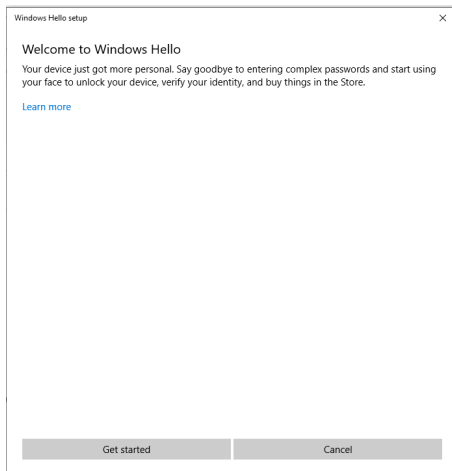 Windows Hello setup
Welcome to Windows Hello
Your device just got more personal. Say goodbye to entering complex passwords and start using
your face to unlock your device, verify your identity, and buy things in the Store.
Learn more
Get started
Cancel